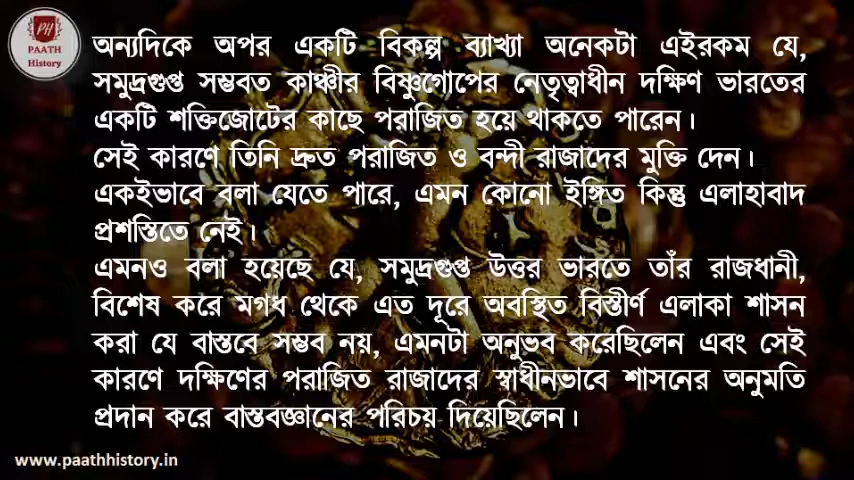 PH
PAATH
History
অন্যদিকে অপর একটি বিকল্প ব্যাখ্যা অনেকটা এইরকম যে,
সমুদ্রগুপ্ত সম্ভবত কাঞ্চীর বিষ্ণুগোপের নেতৃত্বাধীন দক্ষিণ ভারতের
একটি শক্তিজোটের কাছে পরাজিত হয়ে থাকতে পারেন।
সেই কারণে তিনি দ্রুত পরাজিত ও বন্দী রাজাদের মুক্তি দেন।
একইভাবে বলা যেতে পারে, এমন কোনো ইঙ্গিত কিন্তু এলাহাবাদ
প্রশস্তিতে নেই।
এমনও বলা হয়েছে যে, সমুদ্রগুপ্ত উত্তর ভারতে তাঁর রাজধানী,
বিশেষ করে মগধ থেকে এত দূরে অবস্থিত বিস্তীর্ণ এলাকা শাসন
করা যে বাস্তবে সম্ভব নয়, এমনটা অনুভব করেছিলেন এবং সেই
কারণে দক্ষিণের পরাজিত রাজাদের স্বাধীনভাবে শাসনের অনুমতি
প্রদান করে বাস্তবজ্ঞানের পরিচয় দিয়েছিলেন।
www.paathhistory.in